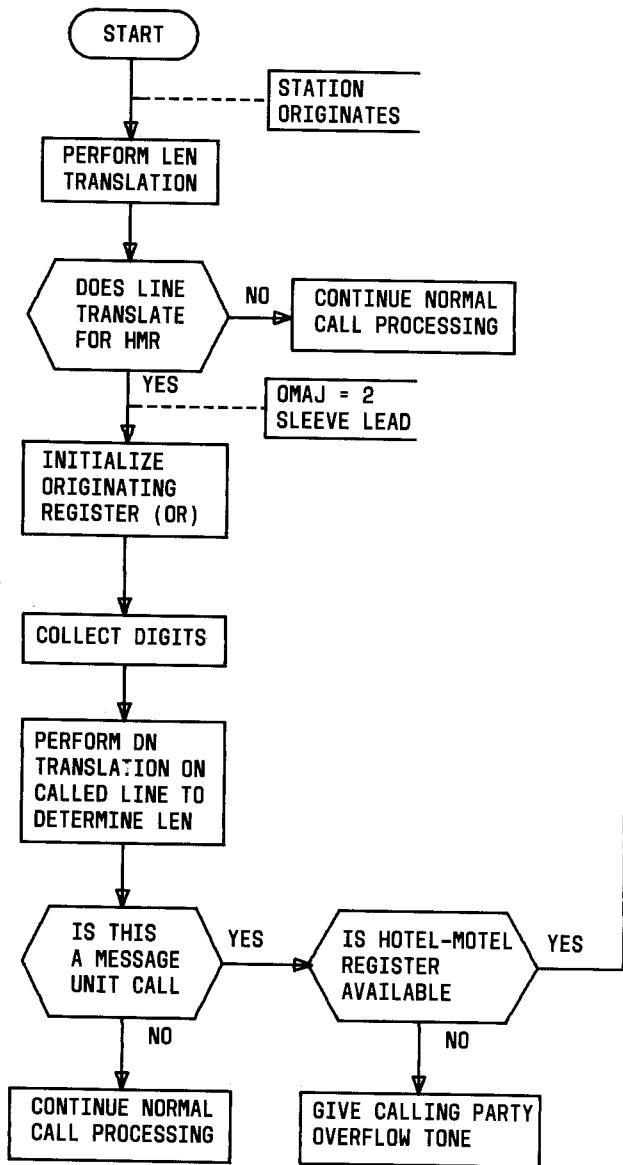 START
STATION
ORIGINATES
PERFORM LEN
TRANSLATION
DOES LINE
TRANSLATE
FOR HMR
NO
CONTINUE NORMAL
CALL PROCESSING
YES
OMAJ = 2
SLEEVE LEAD
INITIALIZE
ORIGINATING
REGISTER (OR)
COLLECT DIGITS
PERFORM DN
TRANSLATION ON
CALLED LINE TO
DETERMINE LEN
IS THIS
A MESSAGE
UNIT CALL
YES
IS HOTEL-MOTEL
REGISTER
AVAILABLE
YES
NO
NO
CONTINUE NORMAL
CALL PROCESSING
GIVE CALLING PARTY
OVERFLOW TONE